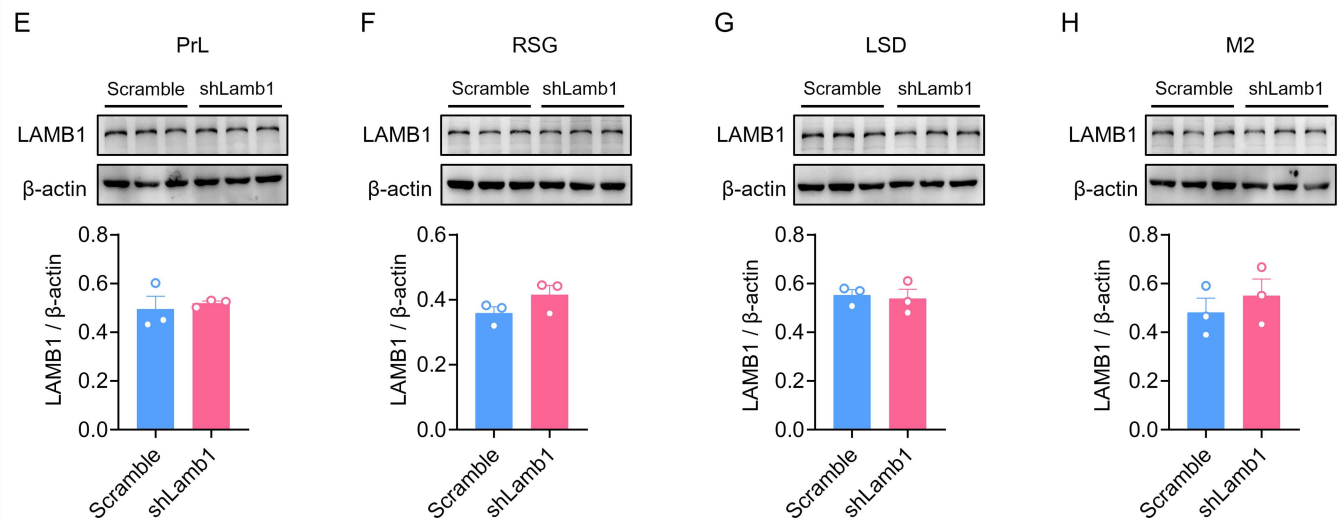 E
PrL
Scramble shLamb1
LAMB1
β-actin
0.8
0.6
0.4
0.2
0.0
LAMB1 / β-actin
Scramble
shLamb1
F
RSG
Scramble shLamb1
LAMB1
β-actin
0.6
0.4
0.2
0.0
LAMB1 / β-actin
Scramble
shLamb1
G
LSD
Scramble shLamb1
LAMB1
β-actin
0.8
0.6
0.4
0.2
0.0
LAMB1 / β-actin
Scramble
shLamb1
H
M2
Scramble shLamb1
LAMB1
β-actin
0.8
0.6
0.4
0.2
0.0
LAMB1 / β-actin
Scramble
shLamb1